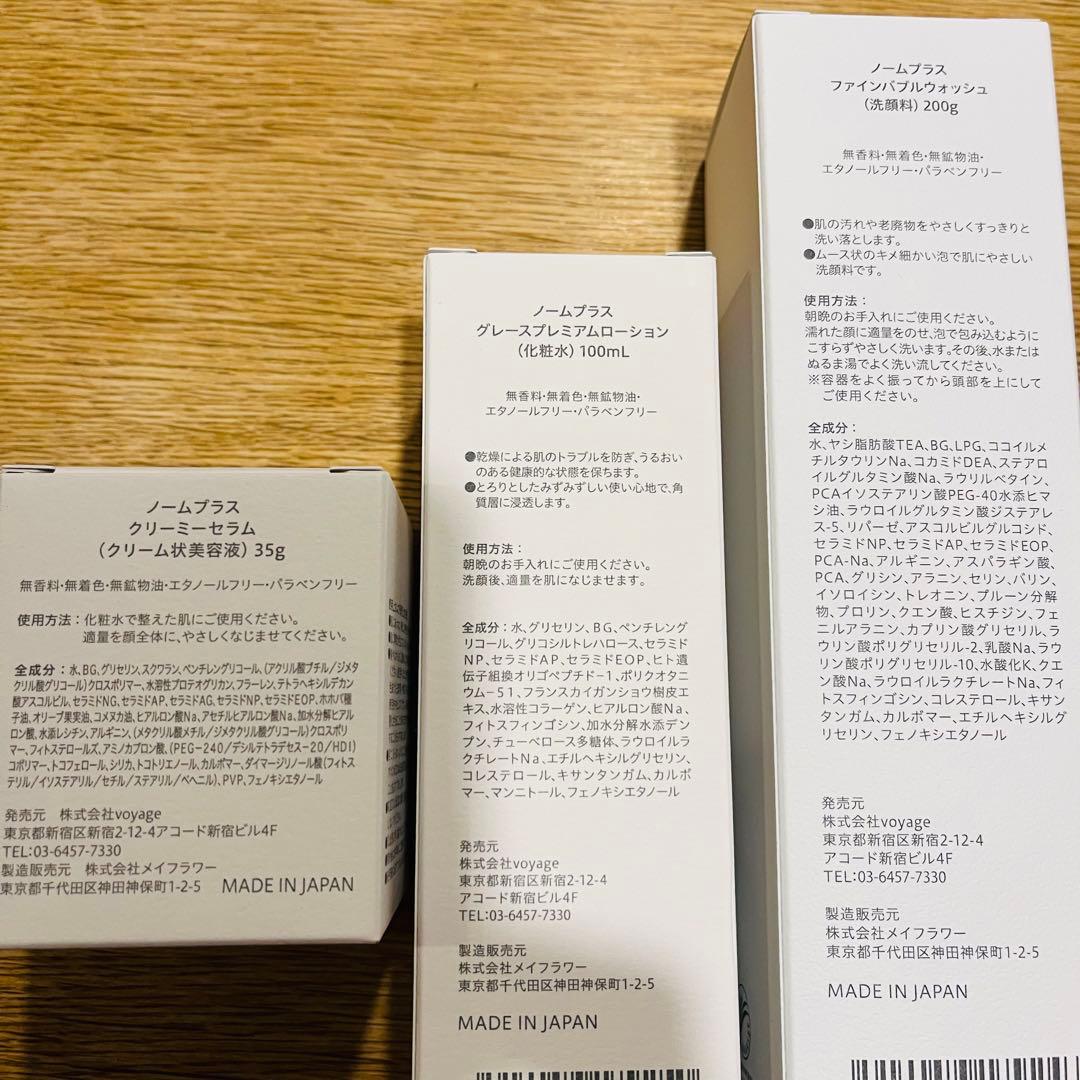 ノームプラス
クリーミーセラム
（クリーム状美容液）35g
無香料・無着色・無鉱物油・エタノールフリー・パラベンフリー
使用方法：化粧水で整えた肌にご使用ください。
適量を顔全体に、やさしくなじませてください。
全成分：水、BG、グリセリン、スクワラン、ペンチレングリコール、（アクリル酸ブチル/ジメタ
クリル酸グリコール）クロスポリマー、水溶性プロテオグリカン、フラーレン、テトラヘキシルデカン
酸アスコルビル、セラミドNG、セラミドAP、セラミドAG、セラミドNP、セラミドEOP、ホホバ種
子油、オリーブ果実油、コメヌカ油、ヒアルロン酸Na、アセチルヒアルロン酸Na、加水分解ヒアル
ロン酸、水添レシチン、アルギニン、（メタクリル酸メチル/ジメタクリル酸グリコール）クロスポリ
マー、フィトステロールズ、アミノカプロン酸、（PEG-240/デシルテトラデセス-20/HDI）
コポリマー、トコフェロール、シリカ、トコトリエノール、カルボマー、ダイマージリノール酸（フィトス
テリル/イソステアリル/セチル/ステアリル/ベヘニル）、PVP、フェノキシエタノール
発売元　株式会社voyage
東京都新宿区新宿2-12-4アコード新宿ビル4F
TEL：03-6457-7330
製造販売元　株式会社メイフラワー
東京都千代田区神田神保町1-2-5　MADE IN JAPAN
ノームプラス
グレースプレミアムローション
（化粧水）100mL
無香料・無着色・無鉱物油・
エタノールフリー・パラベンフリー
●乾燥による肌のトラブルを防ぎ、うるおい
のある健康的な状態を保ちます。
●とろりとしたみずみずしい使い心地で、角
質層に浸透します。
使用方法：
朝晩のお手入れにご使用ください。
洗顔後、適量を肌になじませます。
全成分：水、グリセリン、BG、ペンチレング
リコール、グリコシルトレハロース、セラミド
NP、セラミドAP、セラミドEOP、ヒト遺
伝子組換オリゴペプチド-1、ポリクオタ
ニウム-51、フランスカイガンショウ樹皮エ
キス、水溶性コラーゲン、ヒアルロン酸Na、
フィトスフィンゴシン、加水分解水添デン
プン、チューベロース多糖体、ラウロイルラ
クチレートNa、エチルヘキシルグリセリン、
コレステロール、キサンタンガム、カルボ
マー、マンニトール、フェノキシエタノール
発売元
株式会社voyage
東京都新宿区新宿2-12-4
アコード新宿ビル4F
TEL：03-6457-7330
製造販売元
株式会社メイフラワー
東京都千代田区神田神保町1-2-5
MADE IN JAPAN
ノームプラス
ファインバブルウォッシュ
（洗顔料）200g
無香料・無着色・無鉱物油・
エタノールフリー・パラベンフリー
●肌の汚れや老廃物をやさしくすっきりと
洗い落とします。
●ムース状のキメ細かい泡で肌にやさしい
洗顔料です。
使用方法：
朝晩のお手入れにご使用ください。
濡れた顔に適量をのせ、泡で包み込むように
こすらずやさしく洗います。その後、水または
ぬるま湯でよく洗い流してください。
※容器をよく振ってから頭部を上にして
ご使用ください。
全成分：
水、ヤシ脂肪酸TEA、BG、LPG、ココイルメ
チルタウリンNa、コカミドDEA、ステアロ
イルグルタミン酸Na、ラウリルベタイン、
PCAイソステアリン酸PEG-40水添ヒマ
シ油、ラウロイルグルタミン酸ジステアレ
ス-5、リパーゼ、アスコルビルグルコシド、
セラミドNP、セラミドAP、セラミドEOP、
PCA-Na、アルギニン、アスパラギン酸、
PCA、グリシン、アラニン、セリン、バリン、
イソロイシン、トレオニン、プルーン分解
物、プロリン、クエン酸、ヒスチジン、フェ
ニルアラニン、カプリン酸グリセリル、ラ
ウリン酸ポリグリセリル-2、乳酸Na、ラウ
リン酸ポリグリセリル-10、水酸化K、クエ
ン酸Na、ラウロイルラクチレートNa、フィ
トスフィンゴシン、コレステロール、キサン
タンガム、カルボマー、エチルヘキシルグ
リセリン、フェノキシエタノール
発売元
株式会社voyage
東京都新宿区新宿2-12-4
アコード新宿ビル4F
TEL：03-6457-7330
製造販売元
株式会社メイフラワー
東京都千代田区神田神保町1-2-5
MADE IN JAPAN